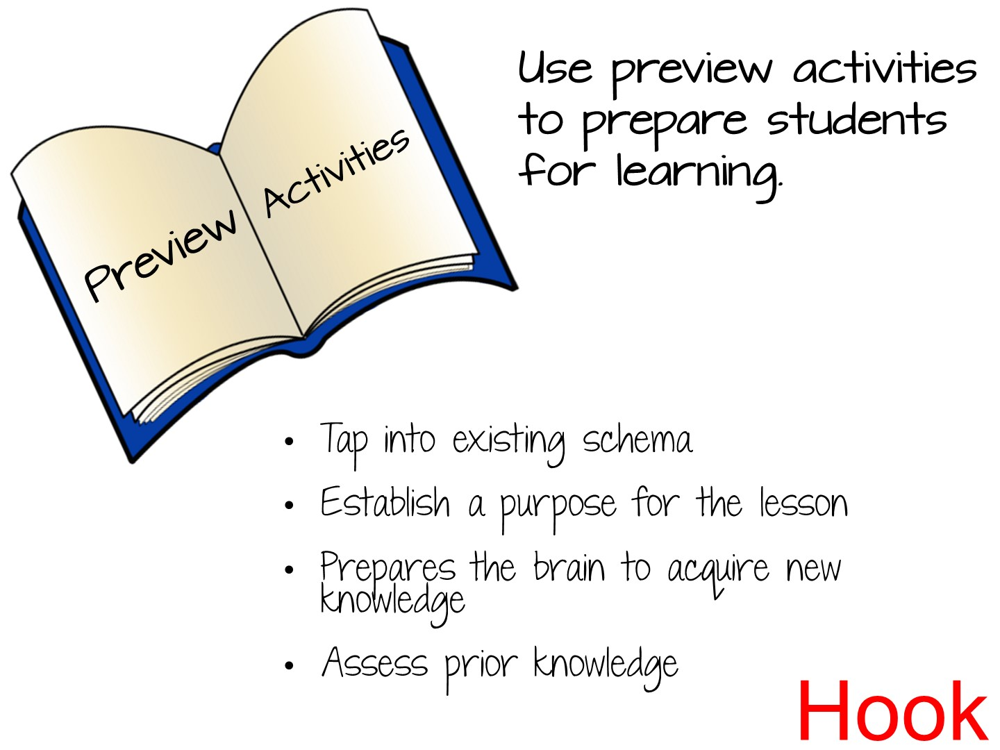 Preview Activities
Use preview activities
to prepare students
for learning.
• Tap into existing schema
• Establish a purpose for the lesson
• Prepares the brain to acquire new
knowledge
• Assess prior knowledge
Hook